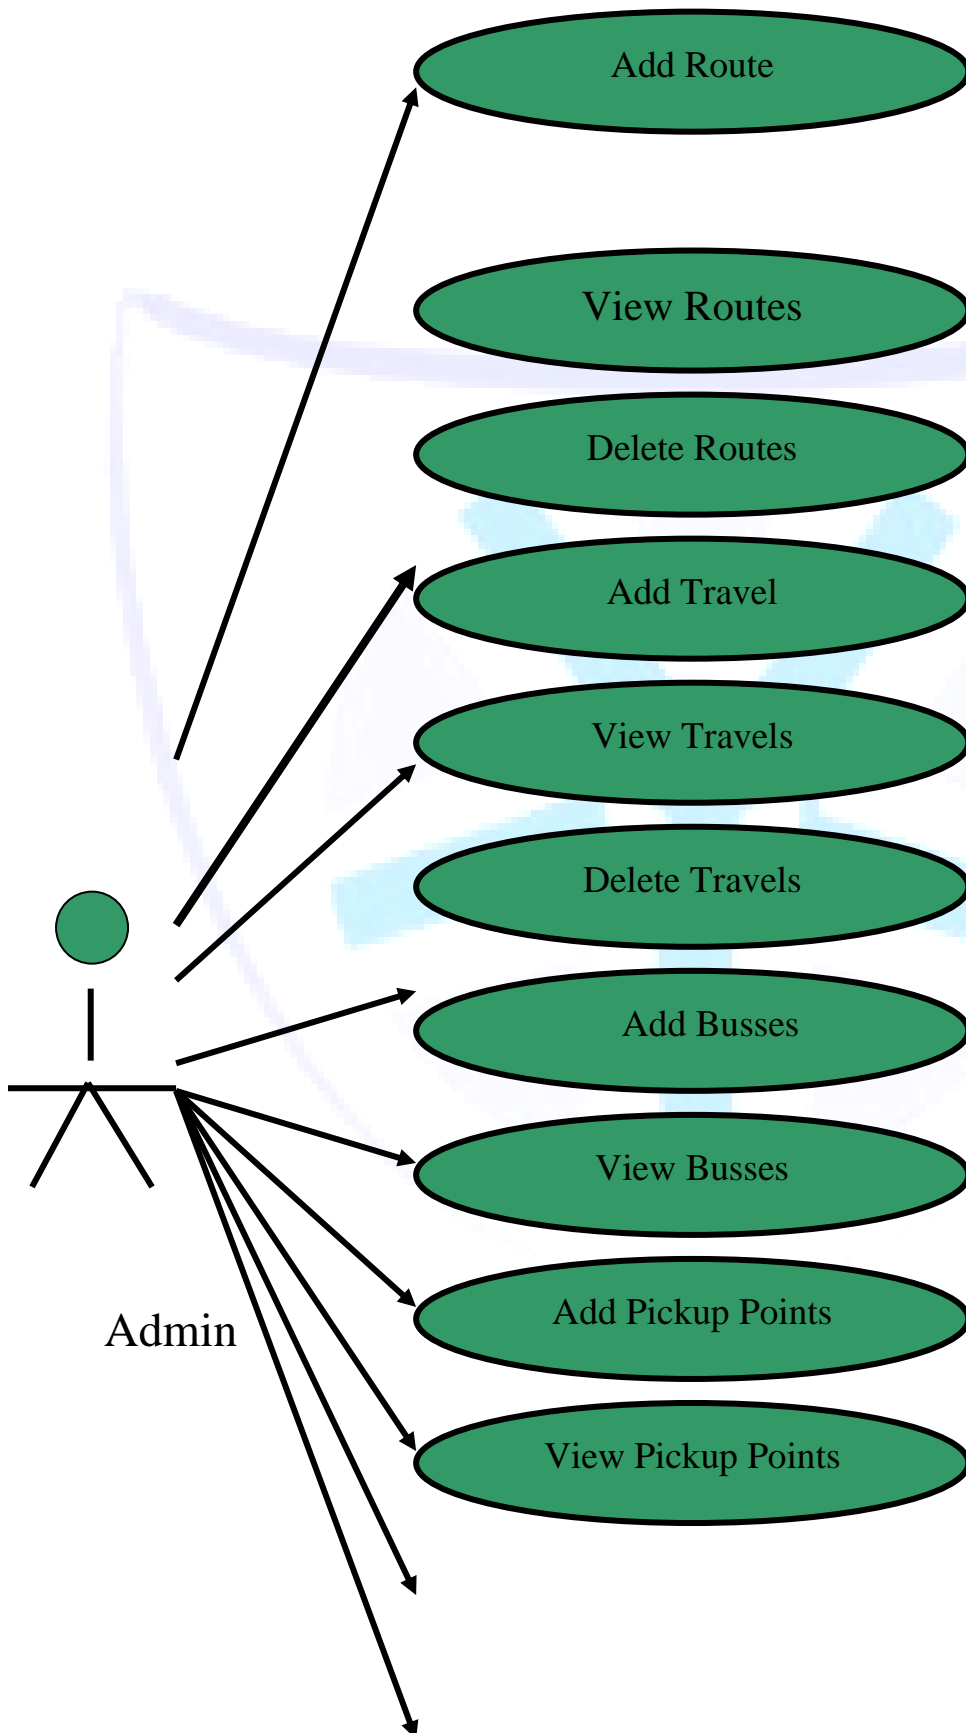 Add Route
View Routes
Delete Routes
Add Travel
View Travels
Delete Travels
Add Busses
View Busses
Add Pickup Points
Admin
View Pickup Points